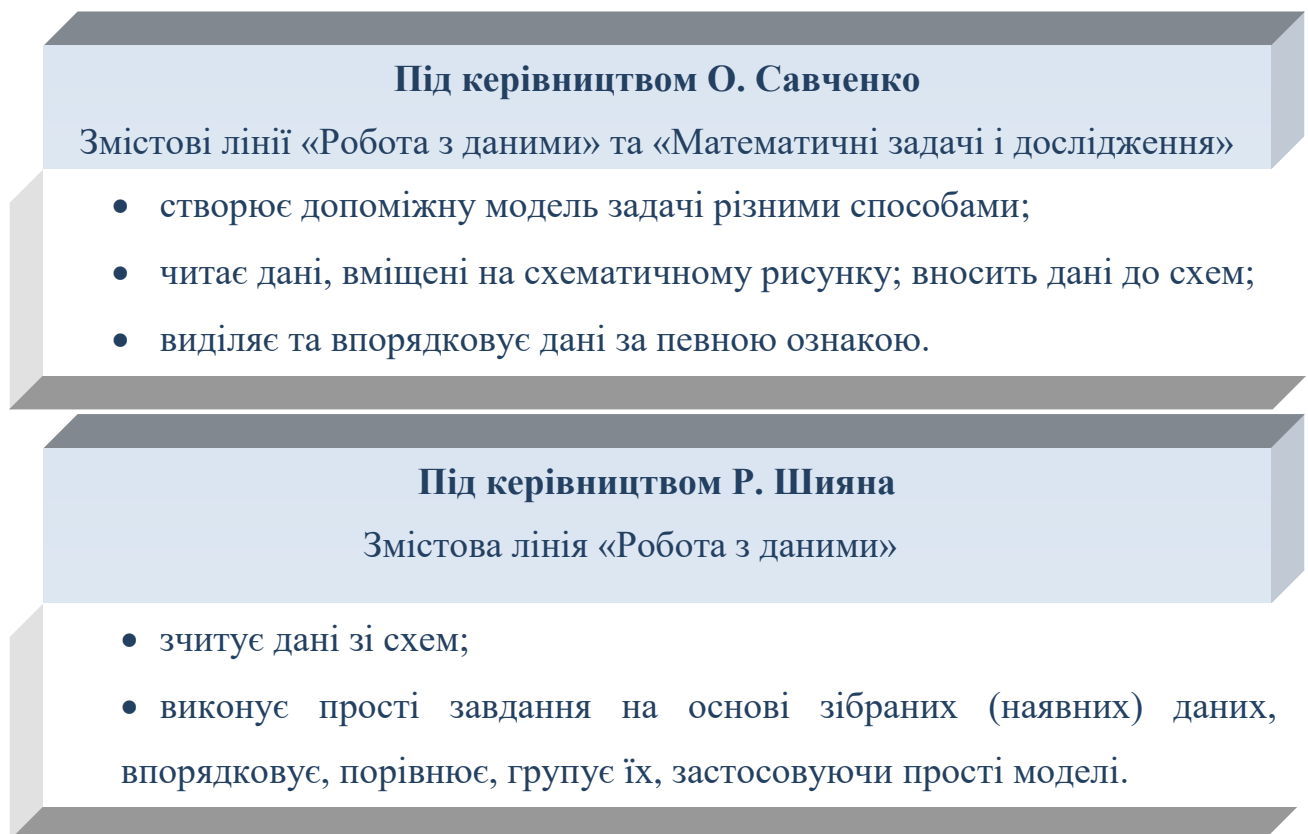 Під керівництвом О. Савченко
Змістові лінії «Робота з даними» та «Математичні задачі і дослідження»
• створює допоміжну модель задачі різними способами;
• читає дані, вміщені на схематичному рисунку; вносить дані до схем;
• виділяє та впорядковує дані за певною ознакою.
Під керівництвом Р. Шияна
Змістова лінія «Робота з даними»
• зчитує дані зі схем;
• виконує прості завдання на основі зібраних (наявних) даних,
впорядковує, порівнює, групує їх, застосовуючи прості моделі.